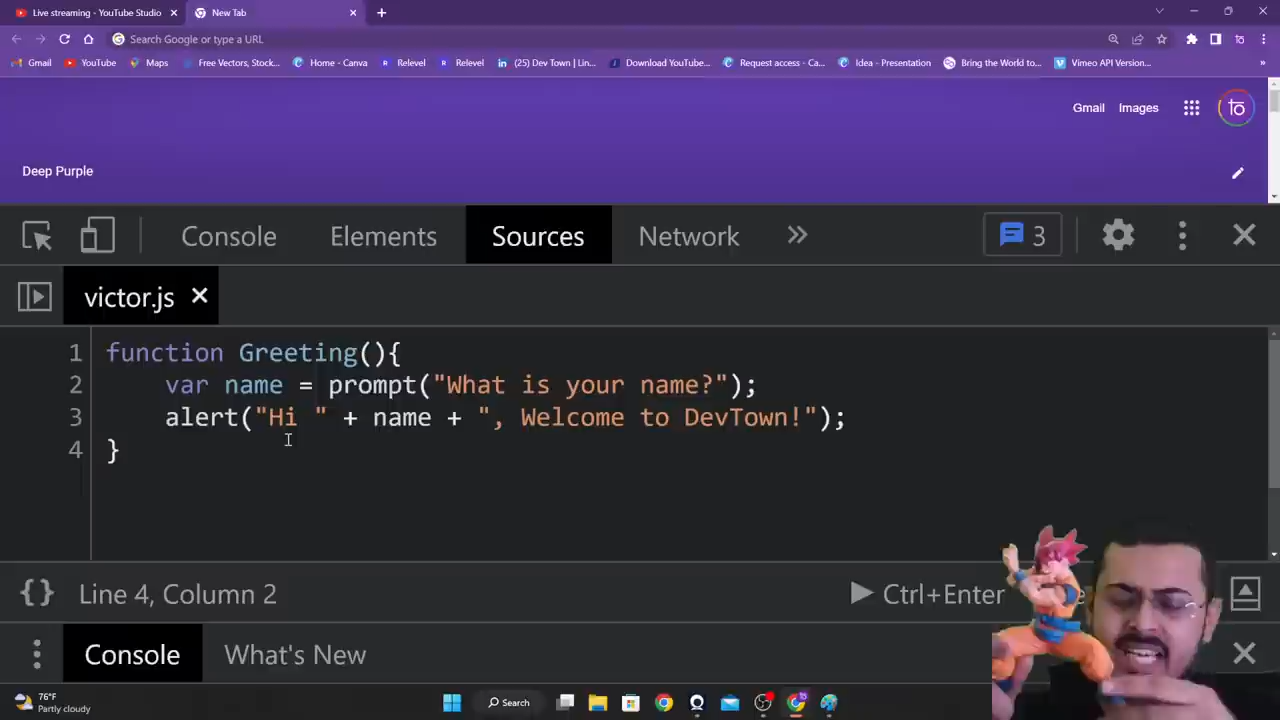 Live streaming - YouTube Studio
New Tab
Search Google or type a URL
Gmail
YouTube
Maps
Free Vectors, Stock...
Home - Canva
Relevel
Relevel
(25) Dev Town | Lin...
Download YouTube...
Request access - Ca...
Idea - Presentation
Bring the World to...
Vimeo API Version...
»
Gmail
Images
Deep Purple
Console
Elements
Sources
Network
»
3
victor.js
1 function Greeting(){
2 var name = prompt("What is your name?");
3 alert("Hi " + name + ", Welcome to DevTown!");
4 }
{} Line 4, Column 2
Ctrl+Enter
Console
What's New
76°F
Partly cloudy
Search